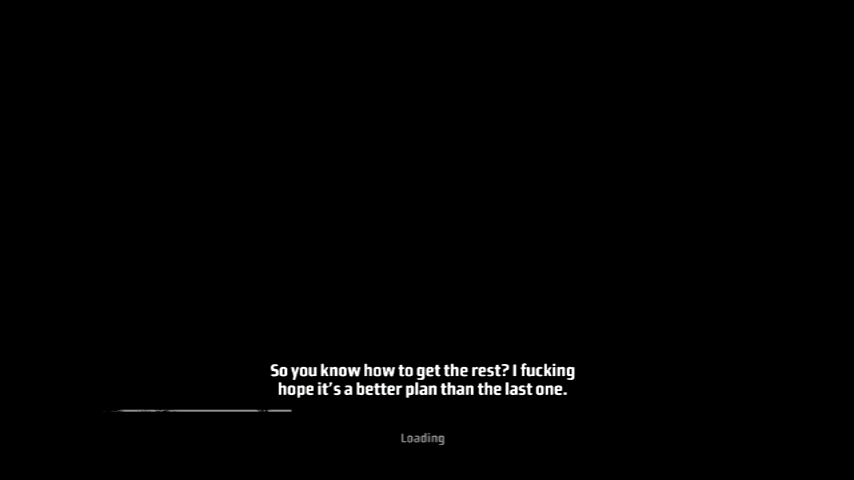 So you know how to get the rest? I fucking
hope it's a better plan than the last one.
Loading